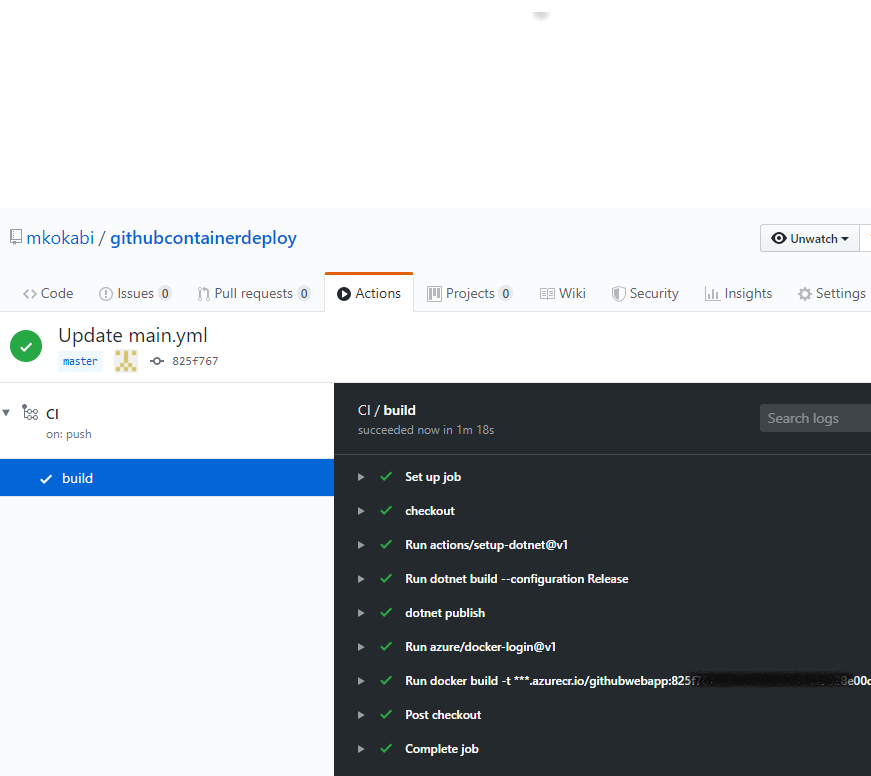 mkokabi / githubcontainerdeploy
Unwatch
Code Issues 0 Pull requests 0 Actions Projects 0 Wiki Security Insights Settings
Update main.yml
master 825f767
CI
on: push
build
CI / build
succeeded now in 1m 18s
Search logs
Set up job
checkout
Run actions/setup-dotnet@v1
Run dotnet build --configuration Release
dotnet publish
Run azure/docker-login@v1
Run docker build -t ***.azurecr.io/githubwebapp:825f
Post checkout
Complete job